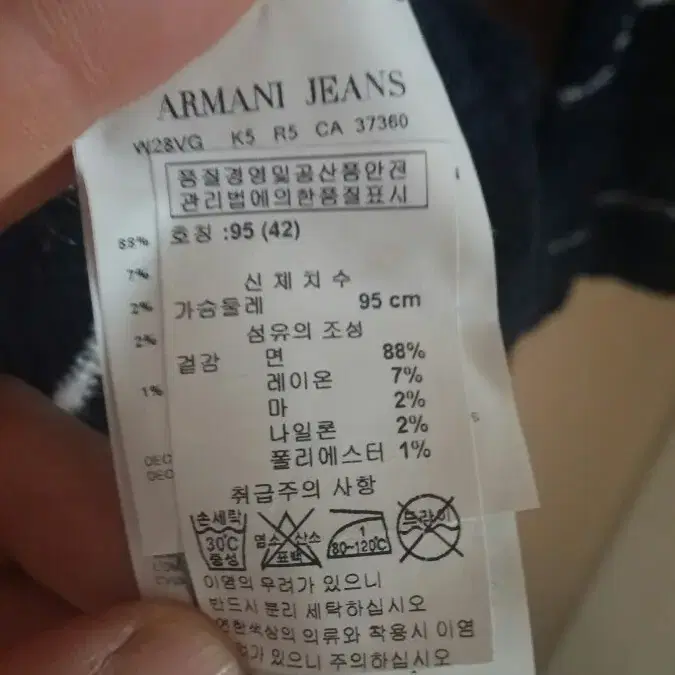 ARMANI JEANS
W28VG K5 R5 CA 37360
품질경영및공산품안전
관리법에의한품질표시
88%
호칭 :95 (42)
7%
신 체 치 수
2%
가슴둘레 95 cm
2%
섬유의 조성
겉감 면 88%
1%
레이온 7%
마 2%
나일론 2%
폴리에스터 1%
취급주의 사항
손세탁
30℃
중성
염소 산소
표백
1
80~120℃
드라이
이염의 우려가 있으니
반드시 분리 세탁하십시오
연한색상의 의류와 착용시 이염
가 있으니 주의하십시오